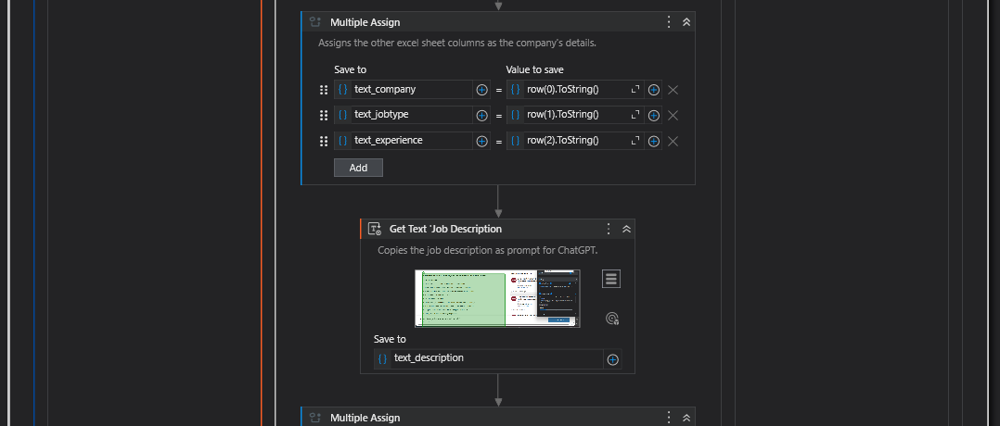 Multiple Assign
Assigns the other excel sheet columns as the company's details.
Save to Value to save
text_company = row(0).ToString()
text_jobtype = row(1).ToString()
text_experience = row(2).ToString()
Add
Get Text 'Job Description
Copies the job description as prompt for ChatGPT.
Save to
text_description
Multiple Assign